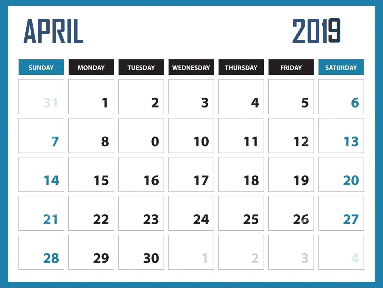 APRIL 2019
SUNDAY MONDAY TUESDAY WEDNESDAY THURSDAY FRIDAY SATURDAY
31 1 2 3 4 5 6
7 8 0 10 11 12 13
14 15 16 17 18 19 20
21 22 23 24 25 26 27
28 29 30 1 2 3 4